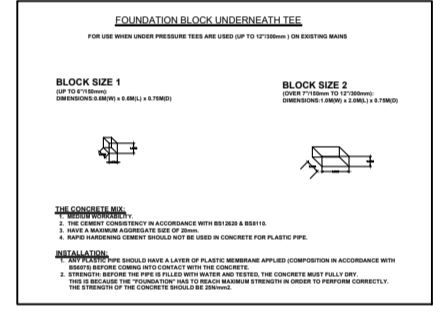 FOUNDATION BLOCK UNDERNEATH TEE
FOR USE WHEN UNDER PRESSURE TEES ARE USED (UP TO 12"/300mm ) ON EXISTING MAINS
BLOCK SIZE 1
(UP TO 6"/150mm):
DIMENSIONS:0.6M(W) x 0.6M(L) x 0.75M(D)
BLOCK SIZE 2
(OVER 7"/150mm TO 12"/300mm):
DIMENSIONS:1.0M(W) x 2.0M(L) x 0.75M(D)
THE CONCRETE MIX:
1. MEDIUM WORKABILITY.
2. THE CEMENT CONSISTENCY IN ACCORDANCE WITH BS12620 & BS8110.
3. HAVE A MAXIMUM AGGREGATE SIZE OF 20mm.
4. RAPID HARDENING CEMENT SHOULD NOT BE USED IN CONCRETE FOR PLASTIC PIPE.
INSTALLATION:
1. ANY PLASTIC PIPE SHOULD HAVE A LAYER OF PLASTIC MEMBRANE APPLIED (COMPOSITION IN ACCORDANCE WITH
BS6076) BEFORE COMING INTO CONTACT WITH THE CONCRETE.
2. STRENGTH: BEFORE THE PIPE IS FILLED WITH WATER AND TESTED, THE CONCRETE MUST FULLY DRY.
THIS IS BECAUSE THE "FOUNDATION" HAS TO REACH MAXIMUM STRENGTH IN ORDER TO PERFORM CORRECTLY.
THE STRENGTH OF THE CONCRETE SHOULD BE 25N/mm2.